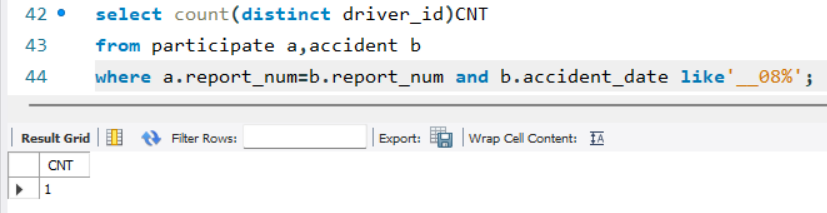 42 select count(distinct driver_id)CNT
43 from participate a,accident b
44 where a.report_num=b.report_num and b.accident_date like'__08%';
Result Grid Filter Rows: Export: Wrap Cell Content: IA
CNT
1